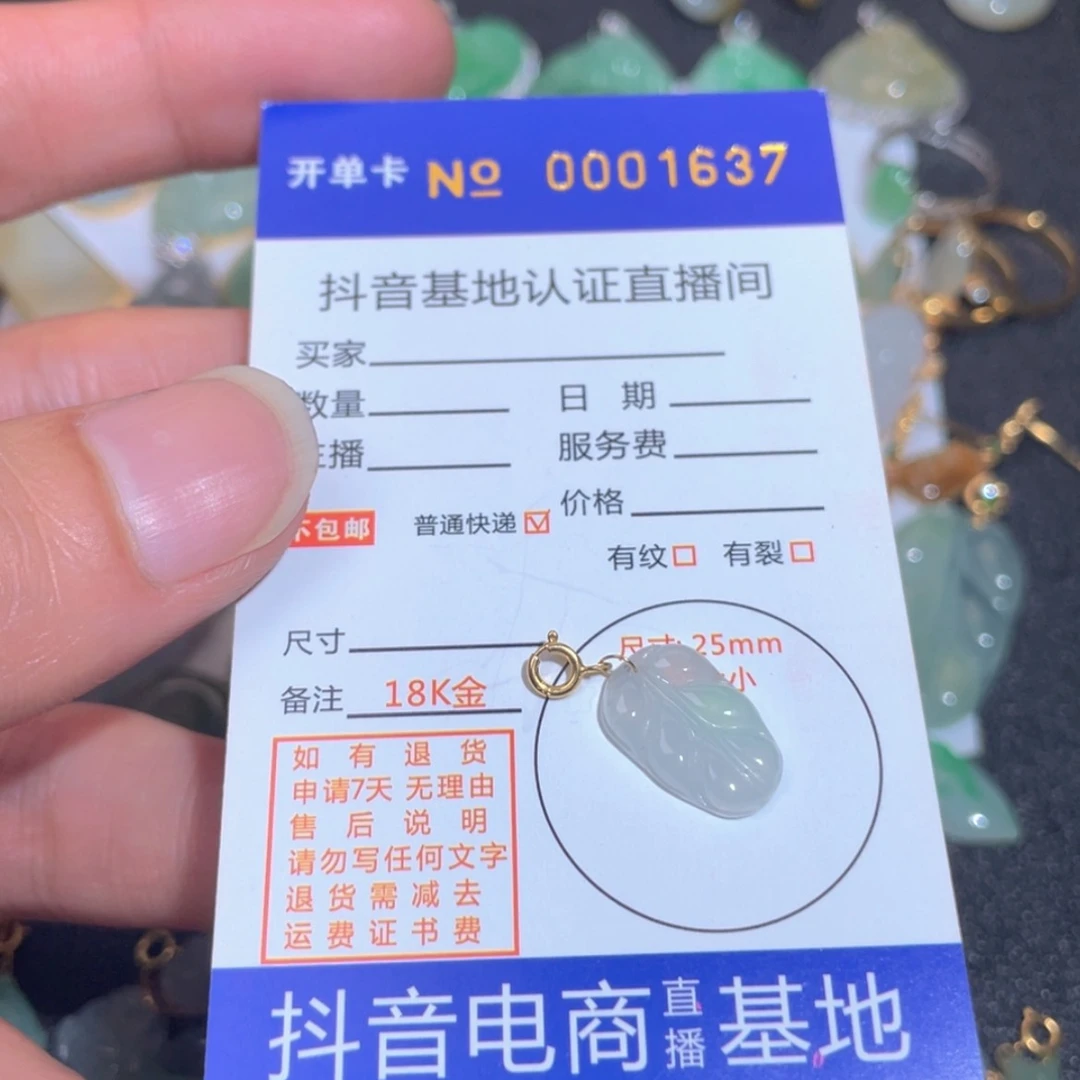 开单卡 No 0001637
抖音基地认证直播间
买家
数量 日 期
播 服务费
价格
不包邮 普通快递
有纹 有裂
尺寸 尺寸: 25mm
小
备注 18K金
如有退货
申请7天 无理由
售后说明
请勿写任何文字
退货需减去
运费证书费
抖音电商直播基地